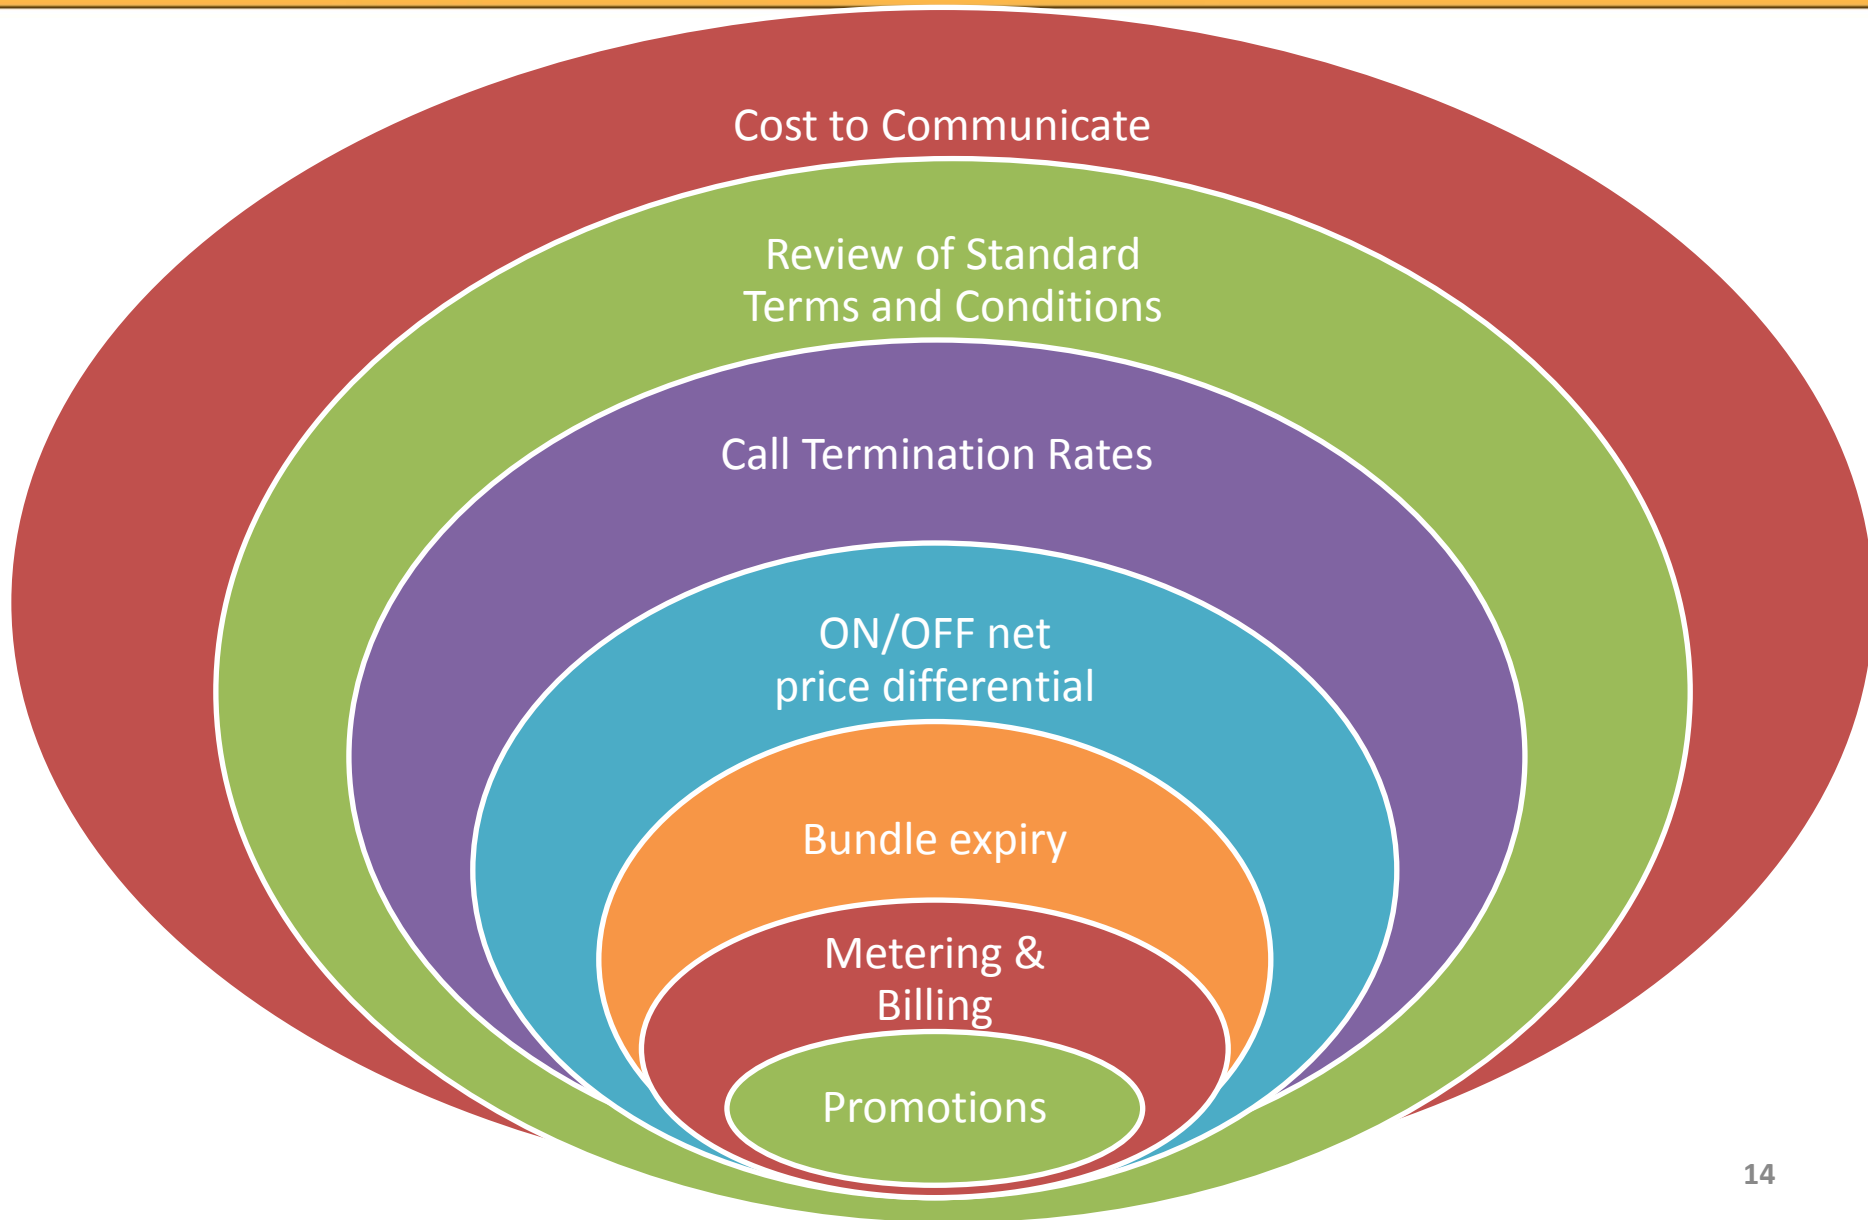 Cost to Communicate
Review of Standard
Terms and Conditions
Call Termination Rates
ON/OFF net
price differential
Bundle expiry
Metering &
Billing
Promotions
14